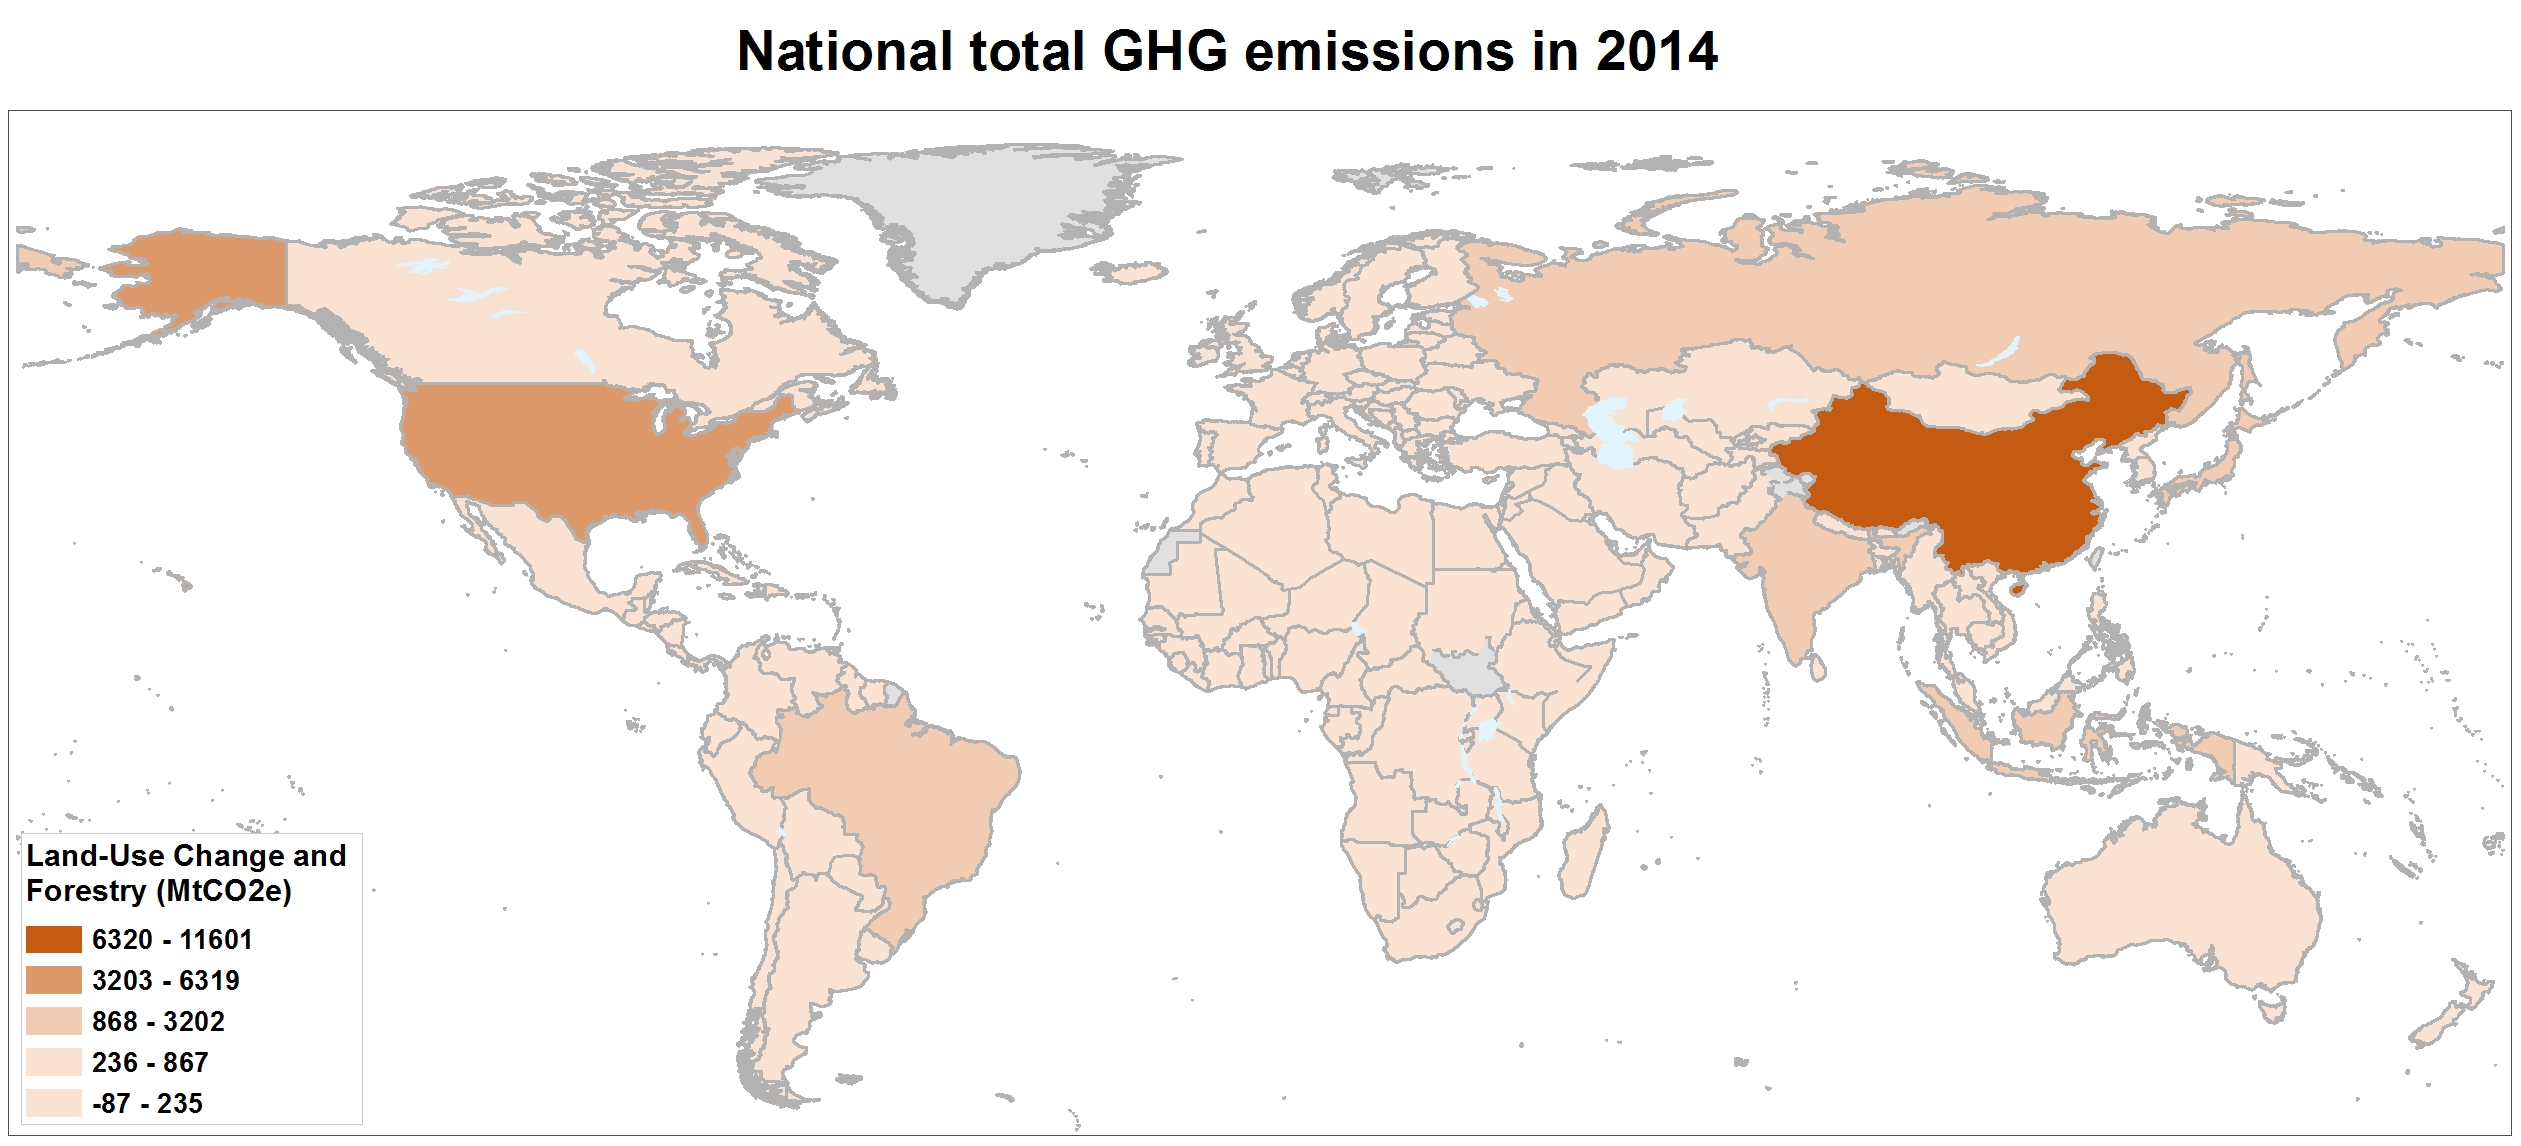 National total GHG emissions in 2014
Land-Use Change and
Forestry (MtCO2e)
6320 - 11601
3203 - 6319
868 - 3202
236 - 867
-87 - 235